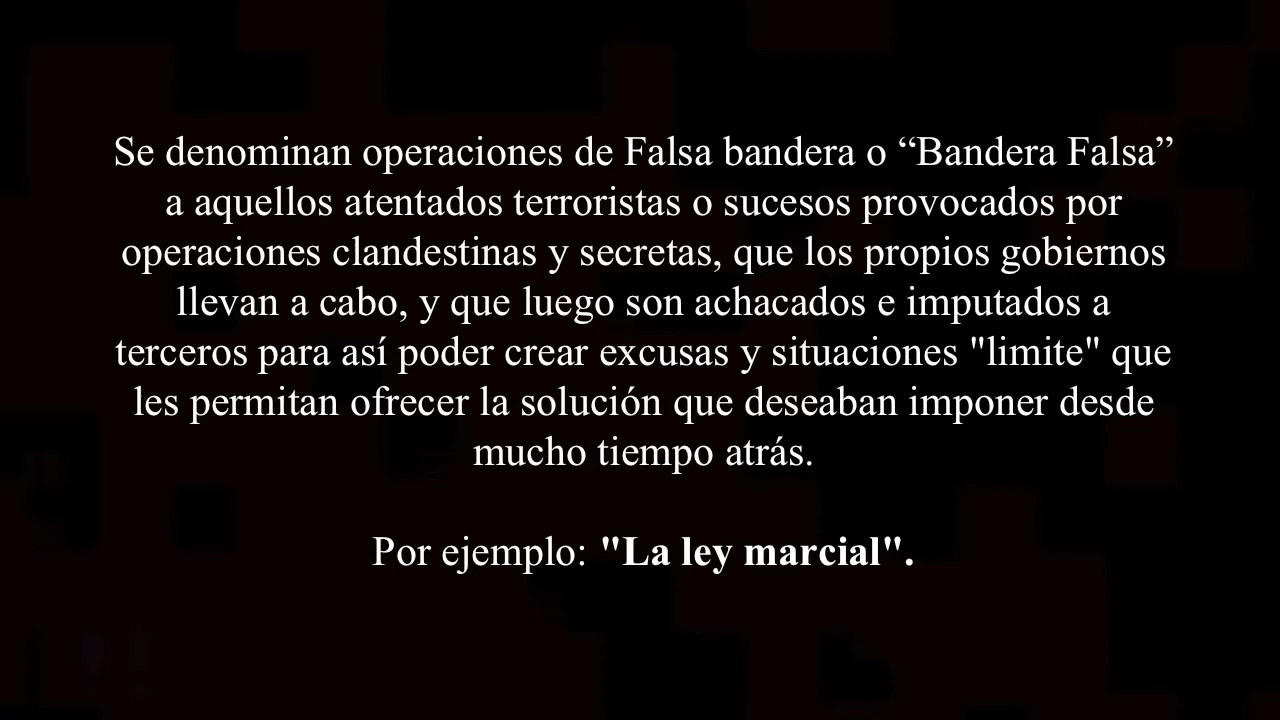 Se denominan operaciones de Falsa bandera o “Bandera Falsa”
a aquellos atentados terroristas o sucesos provocados por
operaciones clandestinas y secretas, que los propios gobiernos
llevan a cabo, y que luego son achacados e imputados a
terceros para así poder crear excusas y situaciones "limite" que
les permitan ofrecer la solución que deseaban imponer desde
mucho tiempo atrás.
Por ejemplo: "La ley marcial".